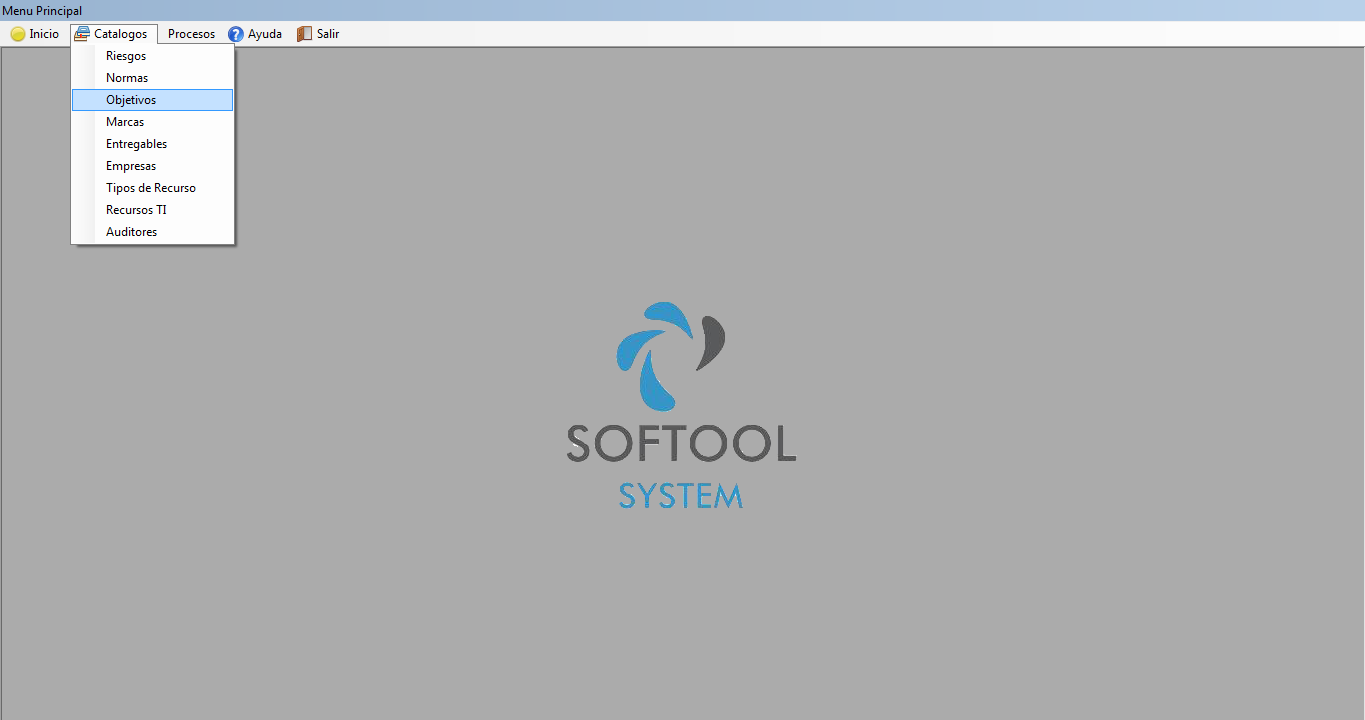 Menu Principal
Inicio Catalogos Procesos Ayuda Salir
Riesgos
Normas
Objetivos
Marcas
Entregables
Empresas
Tipos de Recurso
Recursos TI
Auditores
SOFTOOL
SYSTEM